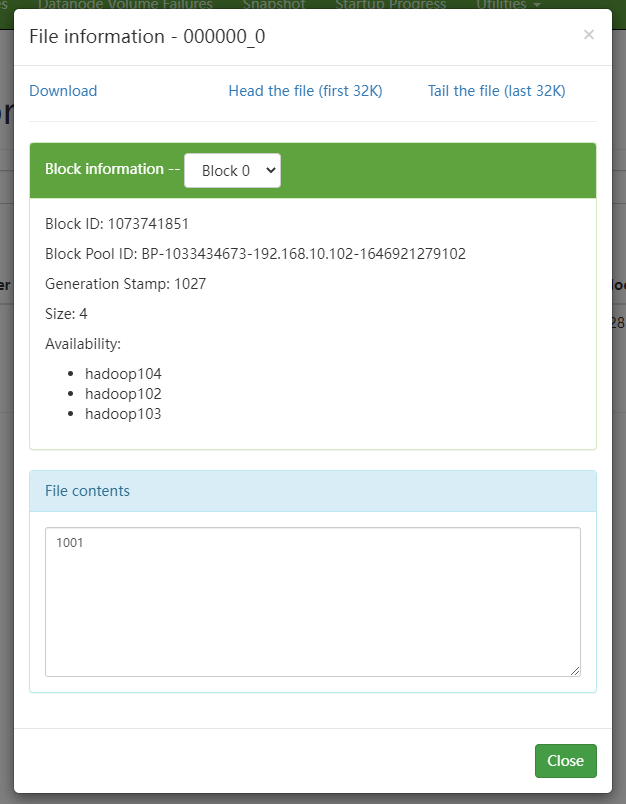 Datanode Volume Failures Snapshot Startup Progress Utilities
File information - 000000_0
×
Download Head the file (first 32K) Tail the file (last 32K)
Block information -- Block 0
Block ID: 1073741851
Block Pool ID: BP-1033434673-192.168.10.102-1646921279102
Generation Stamp: 1027
Size: 4
Availability:
hadoop104
hadoop102
hadoop103
File contents
1001
Close